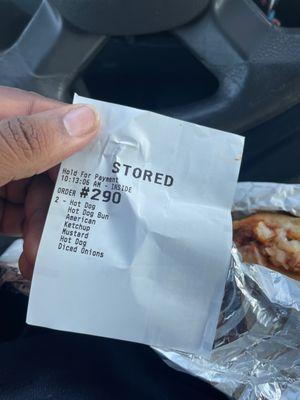 STORED
Hold For Payment
10:13:06 AM - INSIDE
ORDER #290
2 - Hot Dog
Hot Dog Bun
American
Ketchup
Mustard
Hot Dog
Diced Onions